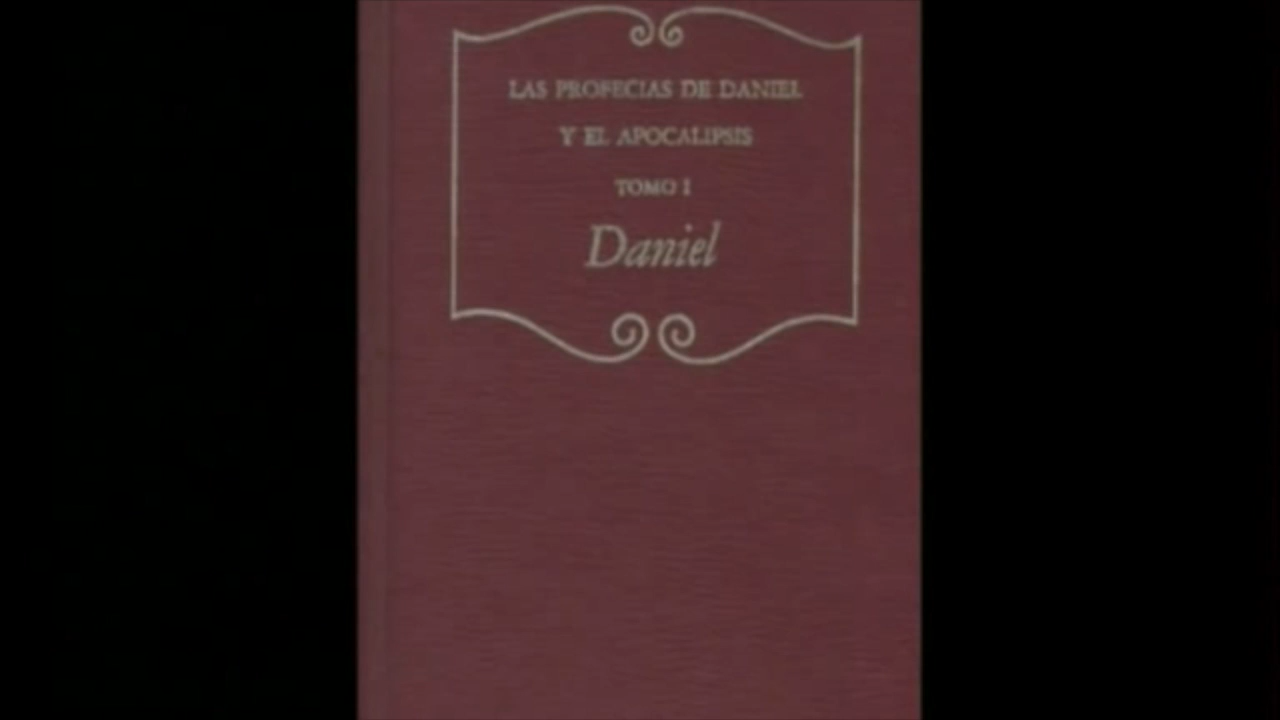 LAS PROFECIAS DE DANIEL
Y EL APOCALIPSIS
TOMO I
Daniel